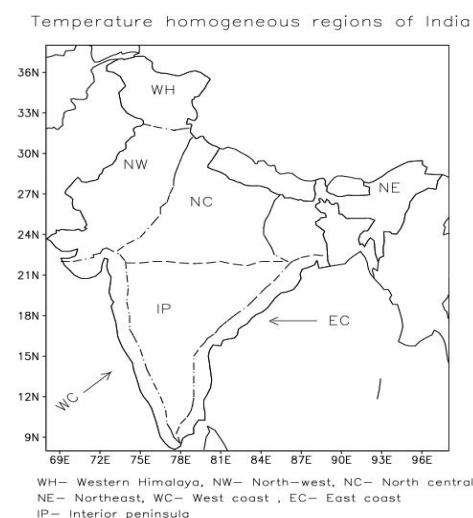 Temperature homogeneous regions of India
36N
33N
30N
27N
24N
21N
18N
15N
12N
9N
WH
NW
NC
NE
IP
EC
WC
69E 72E 75E 78E 81E 84E 87E 90E 93E 96E
WH− Western Himalaya, NW− North−west, NC− North central
NE− Northeast, WC− West coast , EC− East coast
IP− Interior peninsula